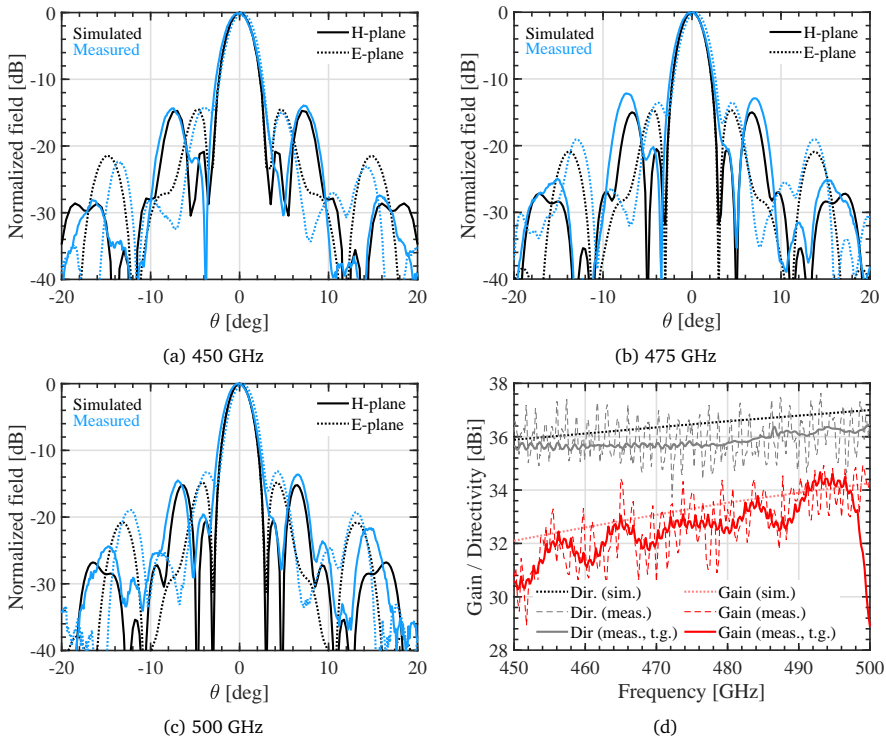 Normalized field [dB]
0
-10
-20
-30
-40
Simulated
Measured
H-plane
E-plane
-20 -10 0 10 20
θ [deg]
(a) 450 GHz
Normalized field [dB]
0
-10
-20
-30
-40
Simulated
Measured
H-plane
E-plane
-20 -10 0 10 20
θ [deg]
(b) 475 GHz
Normalized field [dB]
0
-10
-20
-30
-40
Simulated
Measured
H-plane
E-plane
-20 -10 0 10 20
θ [deg]
(c) 500 GHz
Gain / Directivity [dBi]
38
36
34
32
30
28
Dir. (sim.) Gain (sim.)
Dir. (meas.) Gain (meas.)
Dir (meas., t.g.) Gain (meas., t.g.)
450 460 470 480 490 500
Frequency [GHz]
(d)